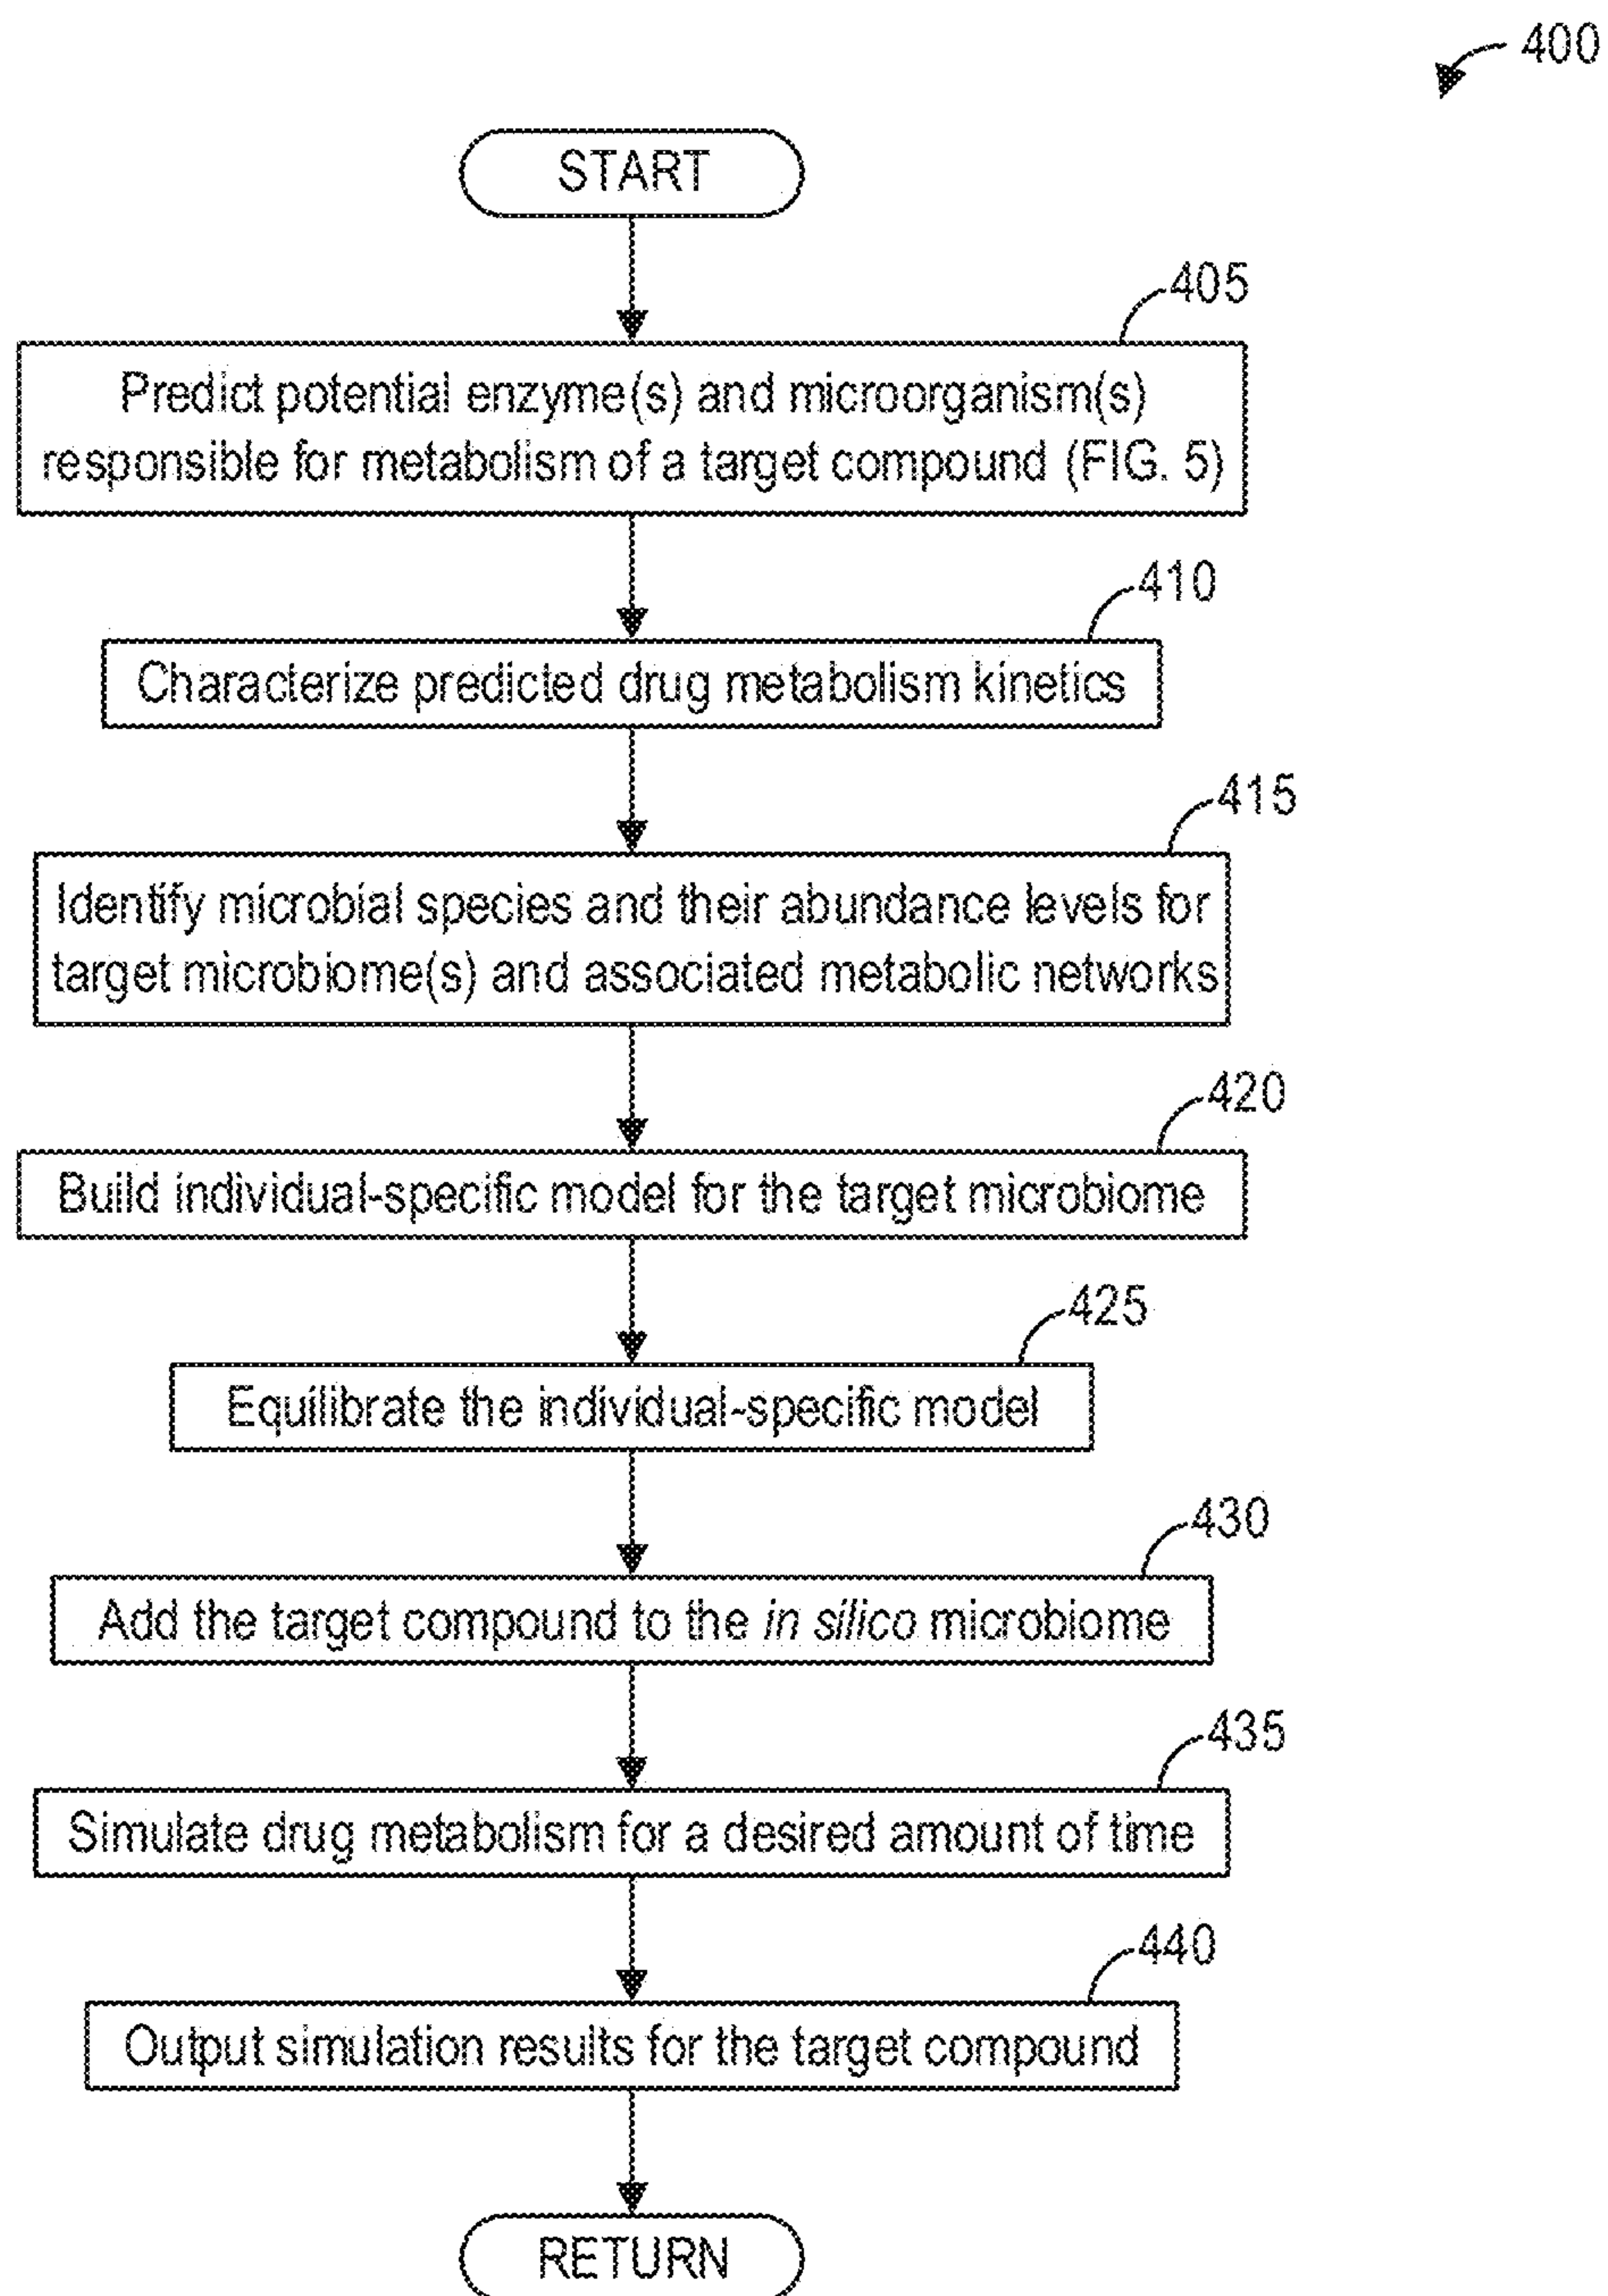 400
START
405
Predict potential enzyme(s) and microorganism(s)
responsible for metabolism of a target compound (FIG. 5)
410
Characterize predicted drug metabolism kinetics
415
Identify microbial species and their abundance levels for
target microbiome(s) and associated metabolic networks
420
Build individual-specific model for the target microbiome
425
Equilibrate the individual-specific model
430
Add the target compound to the in silico microbiome
435
Simulate drug metabolism for a desired amount of time
440
Output simulation results for the target compound
RETURN